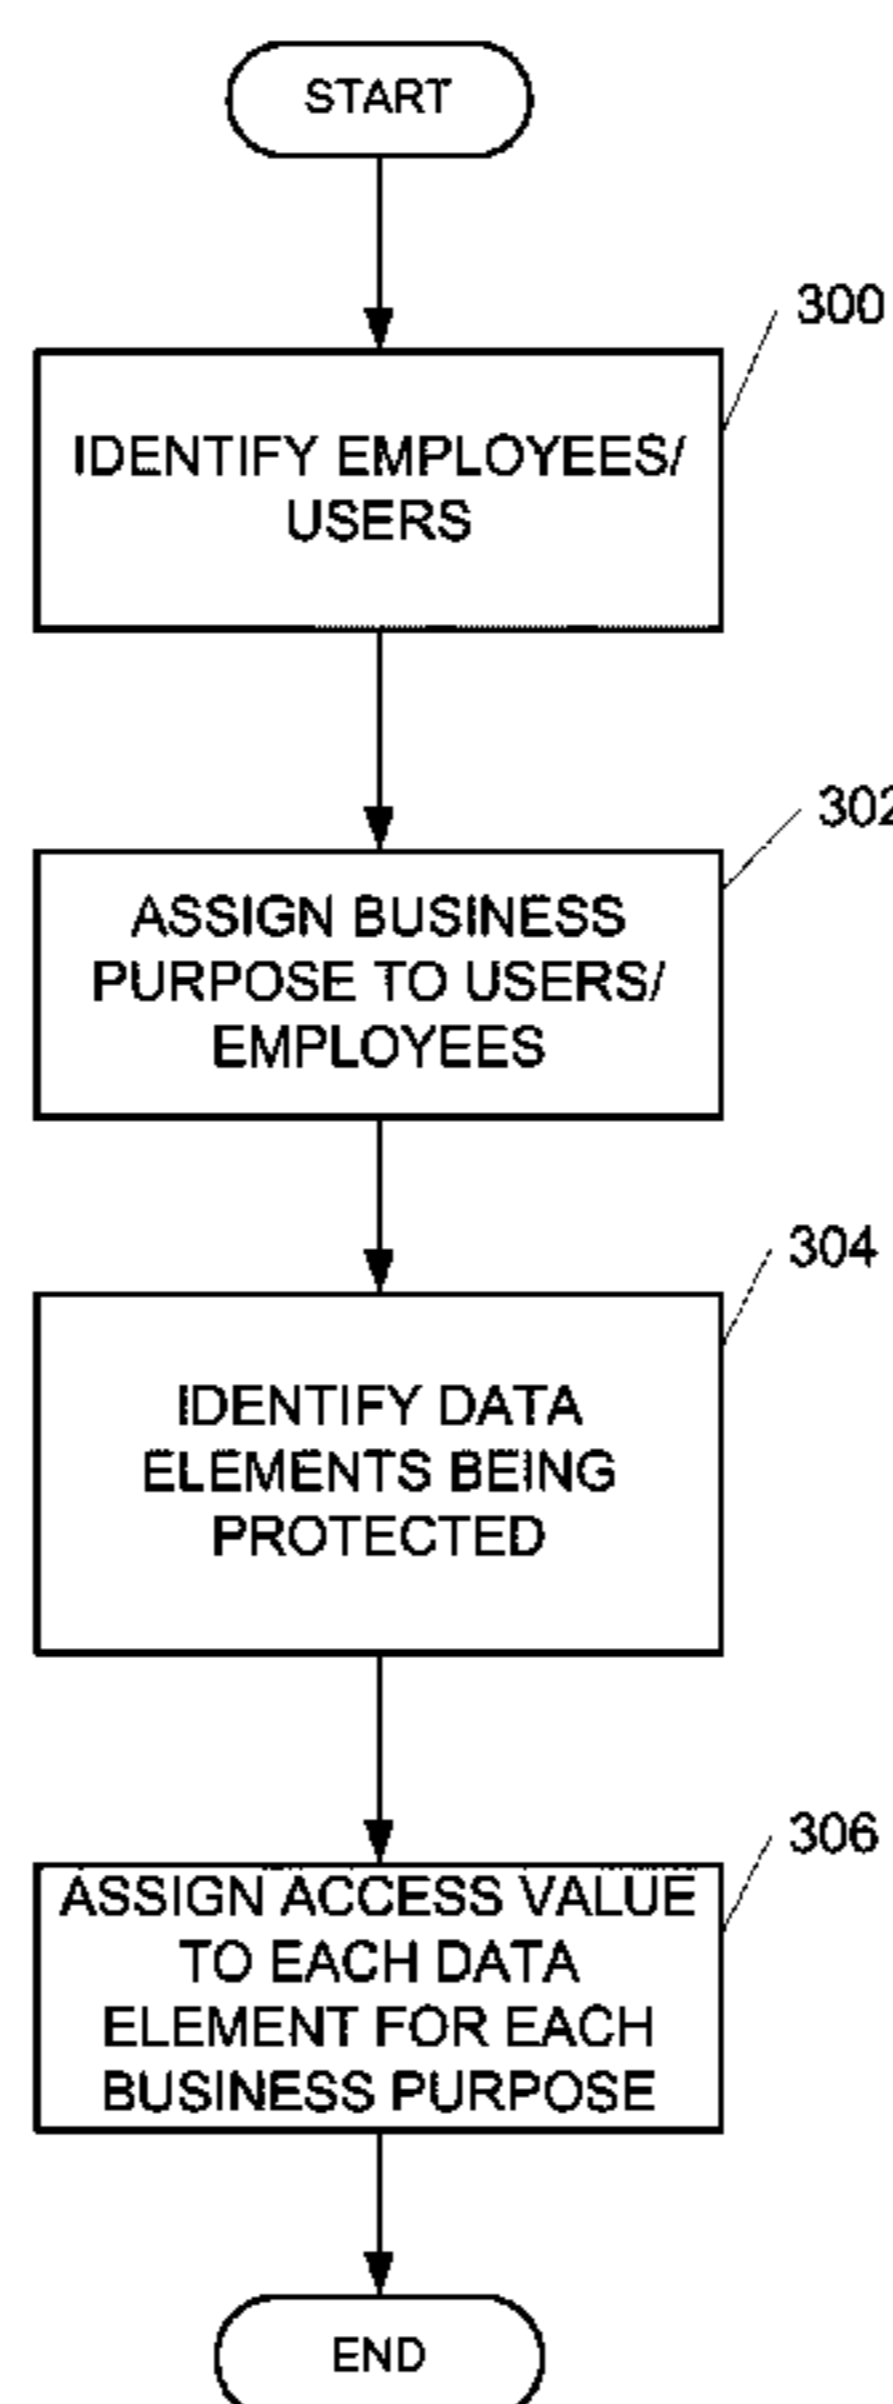 START
300
IDENTIFY EMPLOYEES/
USERS
302
ASSIGN BUSINESS
PURPOSE TO USERS/
EMPLOYEES
304
IDENTIFY DATA
ELEMENTS BEING
PROTECTED
306
ASSIGN ACCESS VALUE
TO EACH DATA
ELEMENT FOR EACH
BUSINESS PURPOSE
END